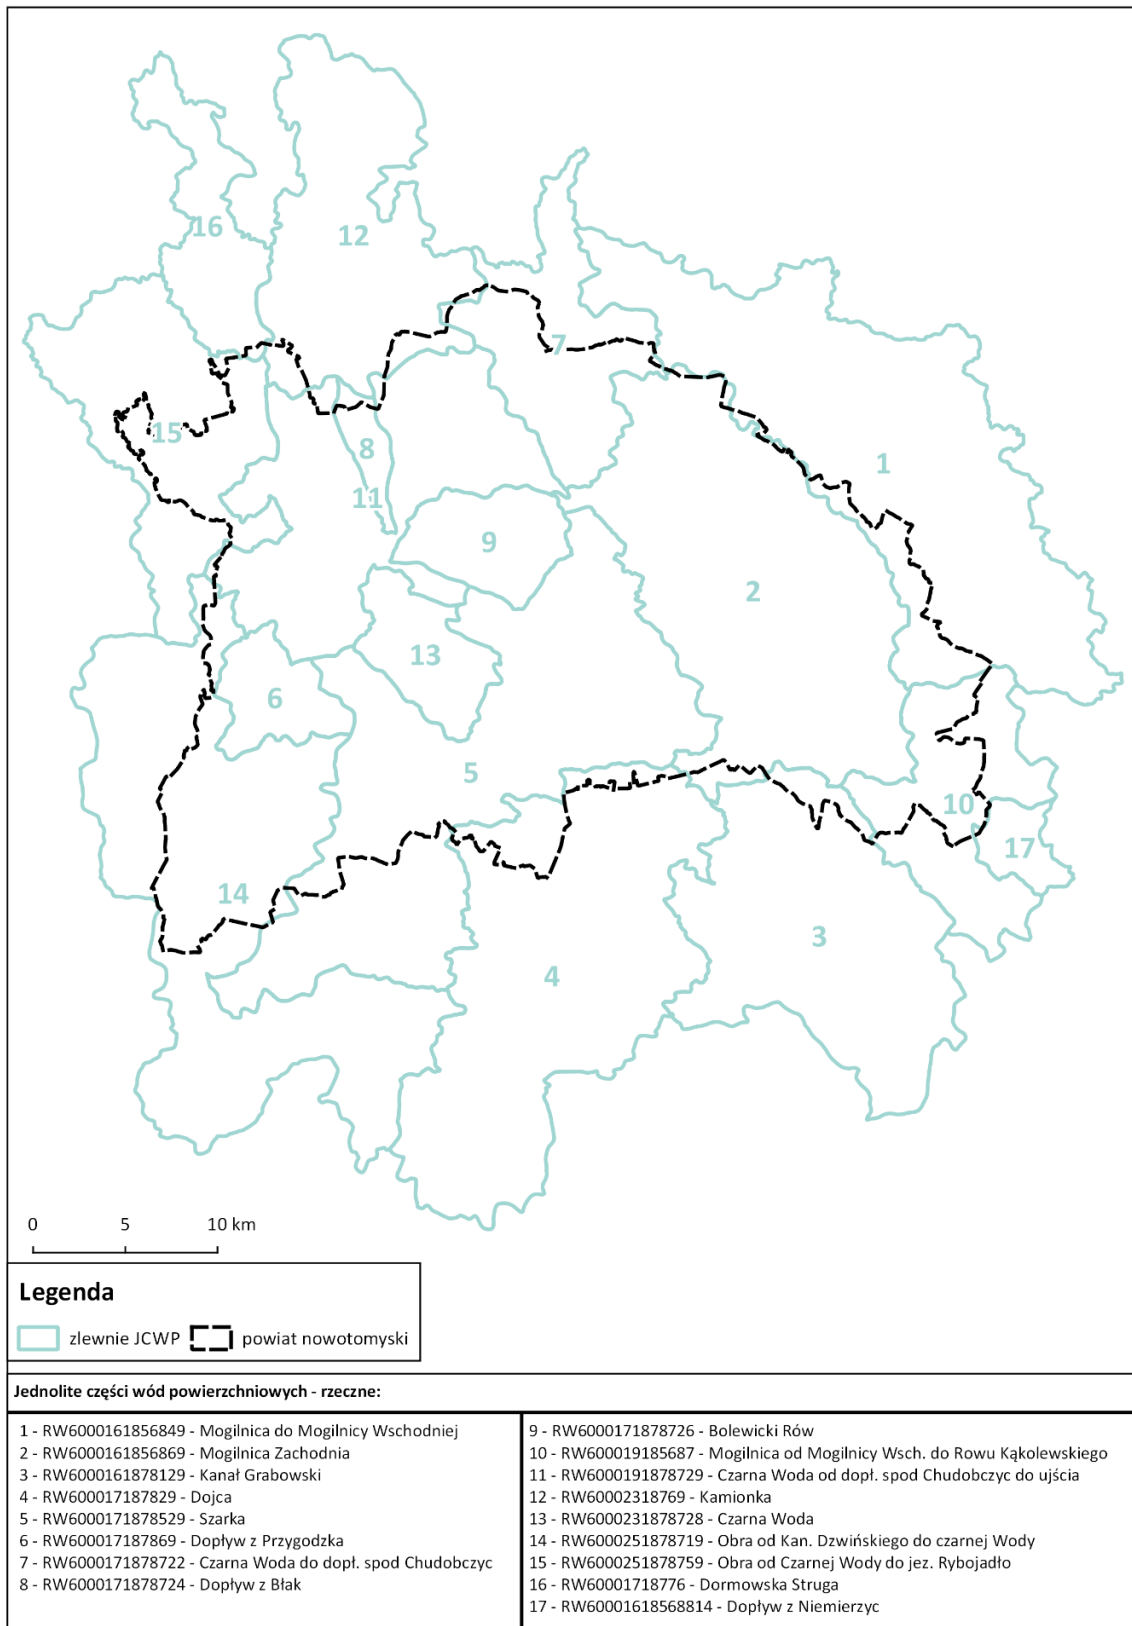 16
12
7
15
8
1
11
9
2
13
6
5
10
17
14
3
4
0 5 10 km
Legenda
zlewnie JCWP powiat nowotomyski
Jednolite części wód powierzchniowych - rzeczne:
1 - RW6000161856849 - Mogilnica do Mogilnicy Wschodniej
2 - RW6000161856869 - Mogilnica Zachodnia
3 - RW6000161878129 - Kanał Grabowski
4 - RW600017187829 - Dojca
5 - RW6000171878529 - Szarka
6 - RW600017187869 - Dopływ z Przygodzka
7 - RW6000171878722 - Czarna Woda do dopł. spod Chudobczyc
8 - RW6000171878724 - Dopływ z Błak
9 - RW6000171878726 - Bolewicki Rów
10 - RW600019185687 - Mogilnica od Mogilnicy Wsch. do Rowu Kąkolewskiego
11 - RW6000191878729 - Czarna Woda od dopł. spod Chudobczyc do ujścia
12 - RW60002318769 - Kamionka
13 - RW6000231878728 - Czarna Woda
14 - RW6000251878719 - Obra od Kan. Dzwińskiego do czarnej Wody
15 - RW6000251878759 - Obra od Czarnej Wody do jez. Rybojadło
16 - RW60001718776 - Dormowska Struga
17 - RW60001618568814 - Dopływ z Niemierzyc